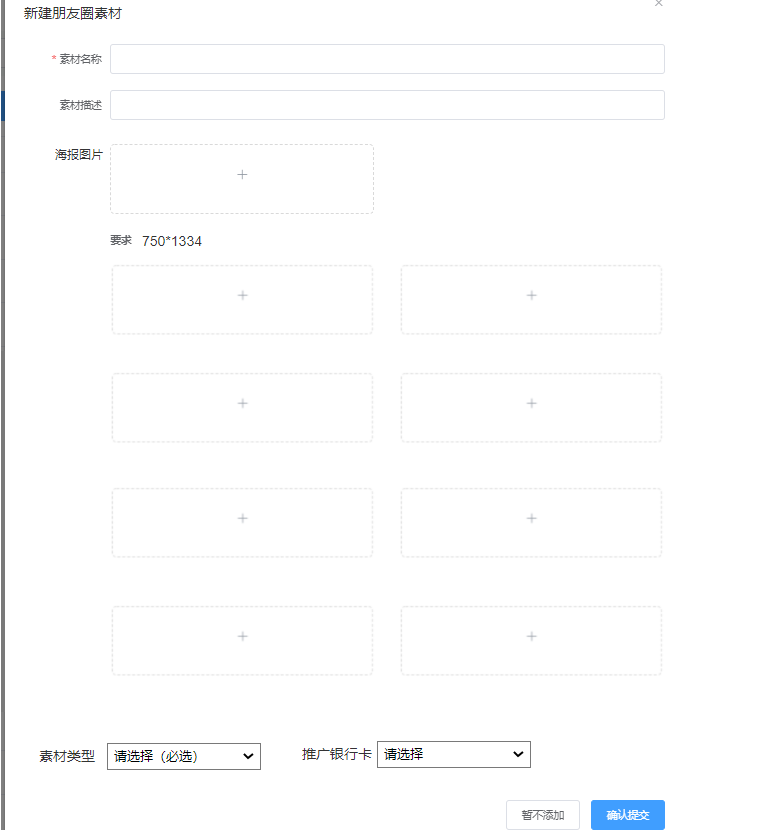 新建朋友圈素材
* 素材名称
素材描述
海报图片
要求 750*1334
素材类型 请选择（必选） 推广银行卡 请选择
暂不添加 确认提交